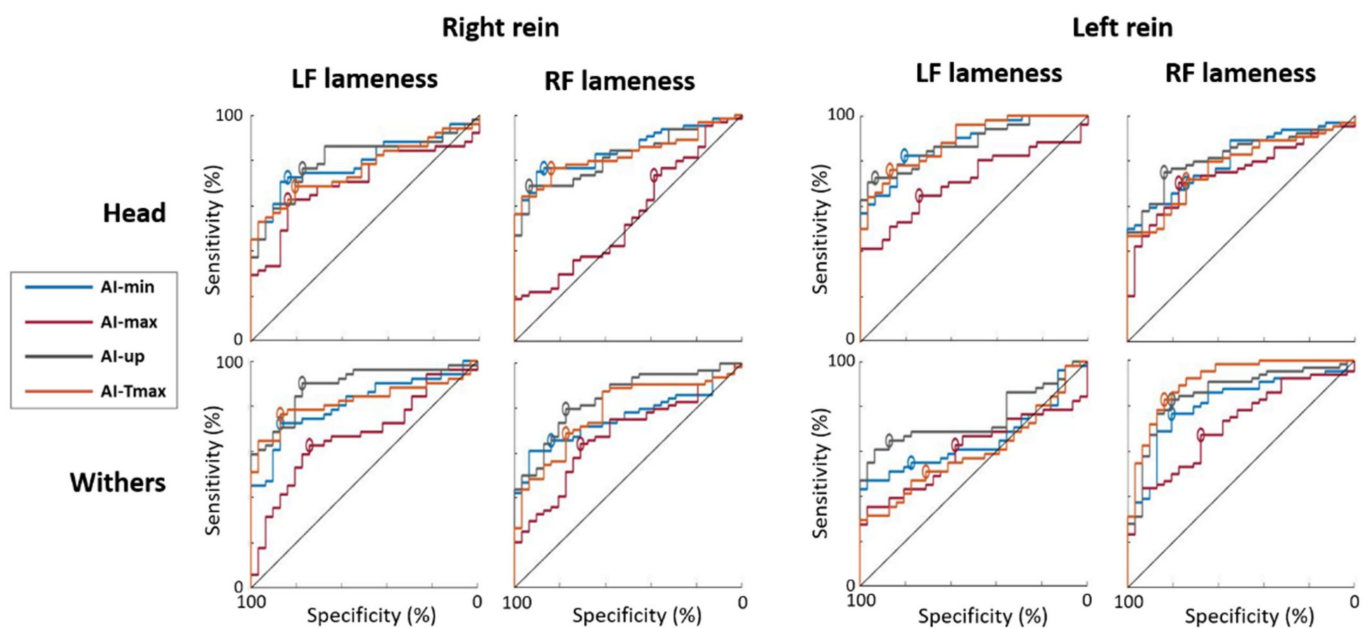 Right rein
Left rein
LF lameness
RF lameness
LF lameness
RF lameness
Head
Sensitivity (%)
100
0
Sensitivity (%)
100
0
AI-min
AI-max
AI-up
AI-Tmax
Withers
Sensitivity (%)
100
0
Sensitivity (%)
100
0
100
Specificity (%)
0
100
0
100
Specificity (%)
0
100
Specificity (%)
0
100
Specificity (%)
0